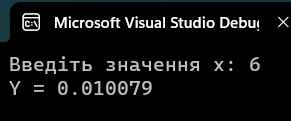 Microsoft Visual Studio Debug
Введіть значення x: 6
Y = 0.010079